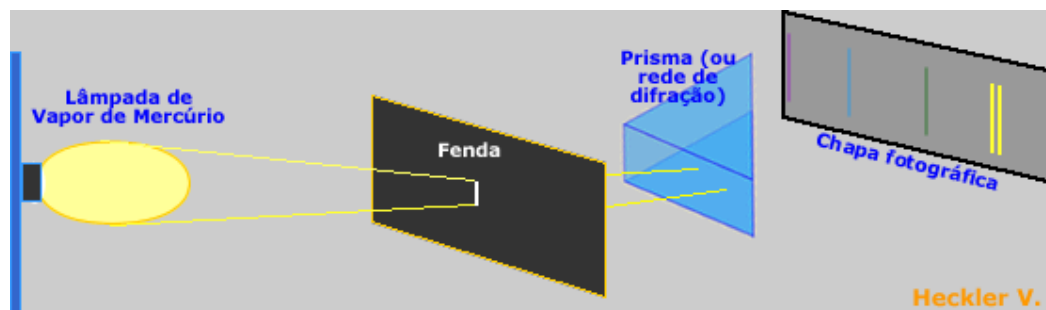 Lâmpada de
Vapor de Mercúrio
Fenda
Prisma (ou
rede de
difração)
Chapa fotográfica
Heckler V.